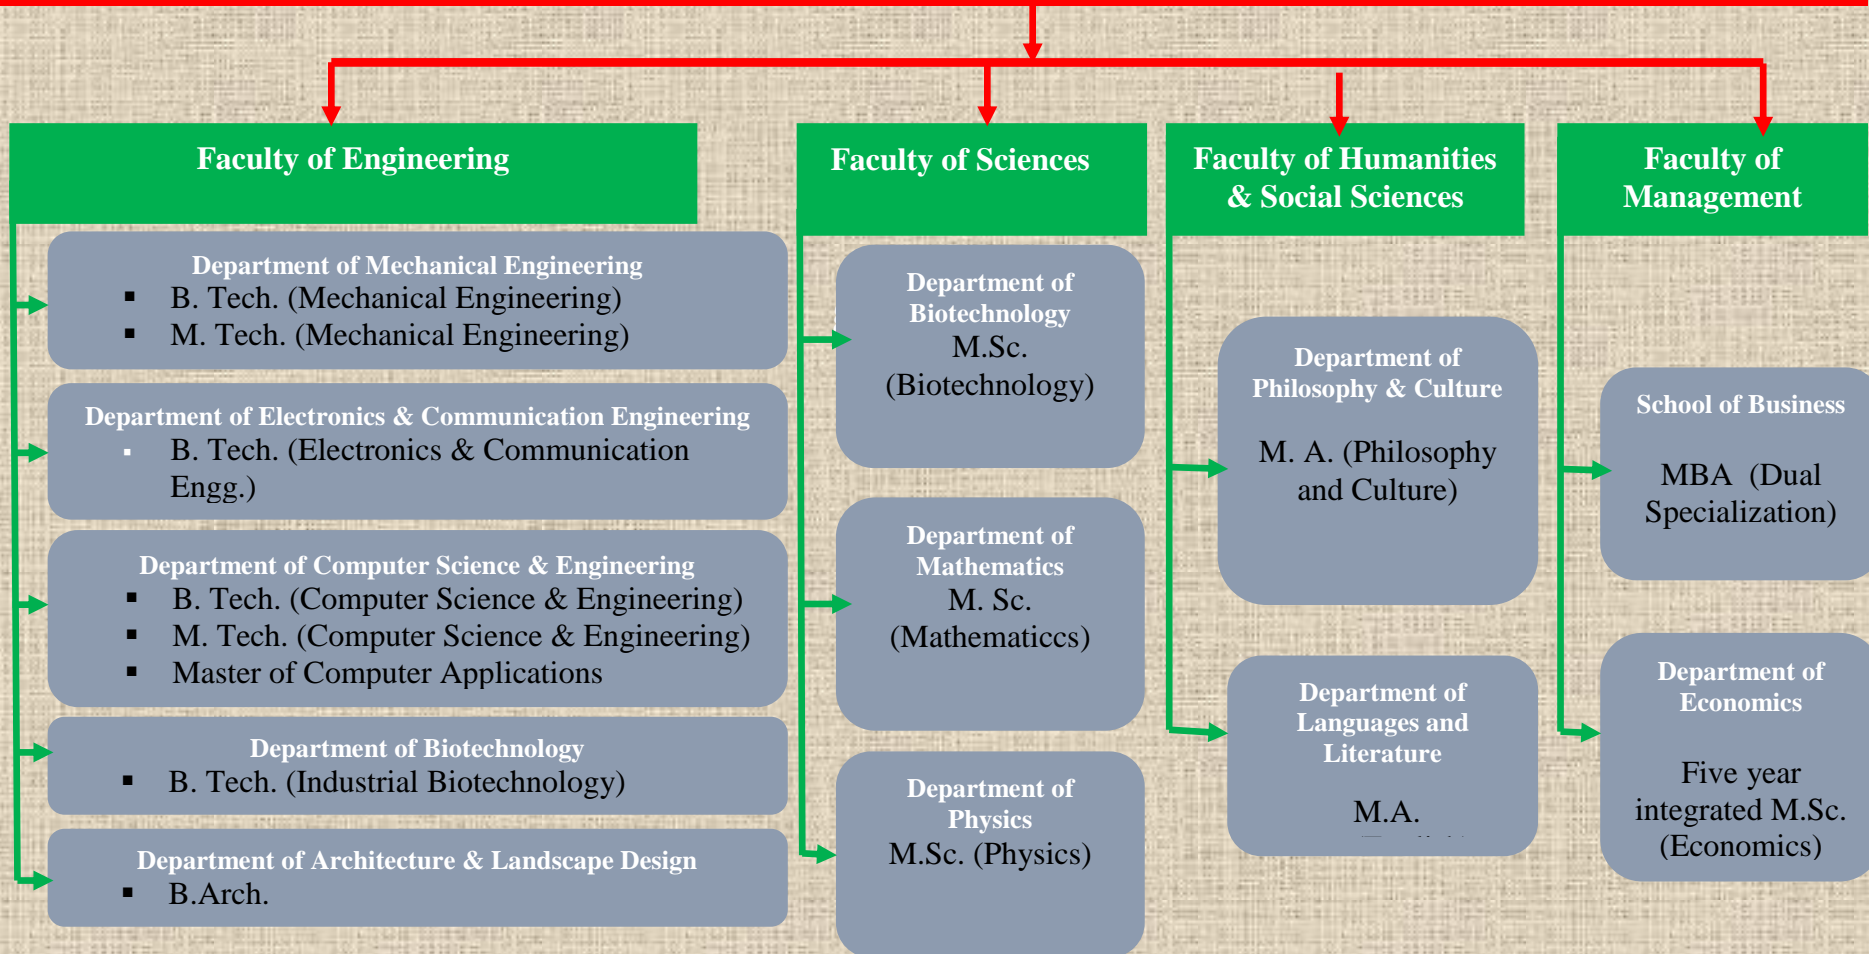 Faculty of Engineering
Department of Mechanical Engineering
▪ B. Tech. (Mechanical Engineering)
▪ M. Tech. (Mechanical Engineering)
Department of Electronics & Communication Engineering
▪ B. Tech. (Electronics & Communication
Engg.)
Department of Computer Science & Engineering
▪ B. Tech. (Computer Science & Engineering)
▪ M. Tech. (Computer Science & Engineering)
▪ Master of Computer Applications
Department of Biotechnology
▪ B. Tech. (Industrial Biotechnology)
Department of Architecture & Landscape Design
▪ B.Arch.
Faculty of Sciences
Department of
Biotechnology
M.Sc.
(Biotechnology)
Department of
Mathematics
M. Sc.
(Mathematiccs)
Department of
Physics
M.Sc. (Physics)
Faculty of Humanities
& Social Sciences
Department of
Philosophy & Culture
M. A. (Philosophy
and Culture)
Department of
Languages and
Literature
M.A.
Faculty of
Management
School of Business
MBA (Dual
Specialization)
Department of
Economics
Five year
integrated M.Sc.
(Economics)